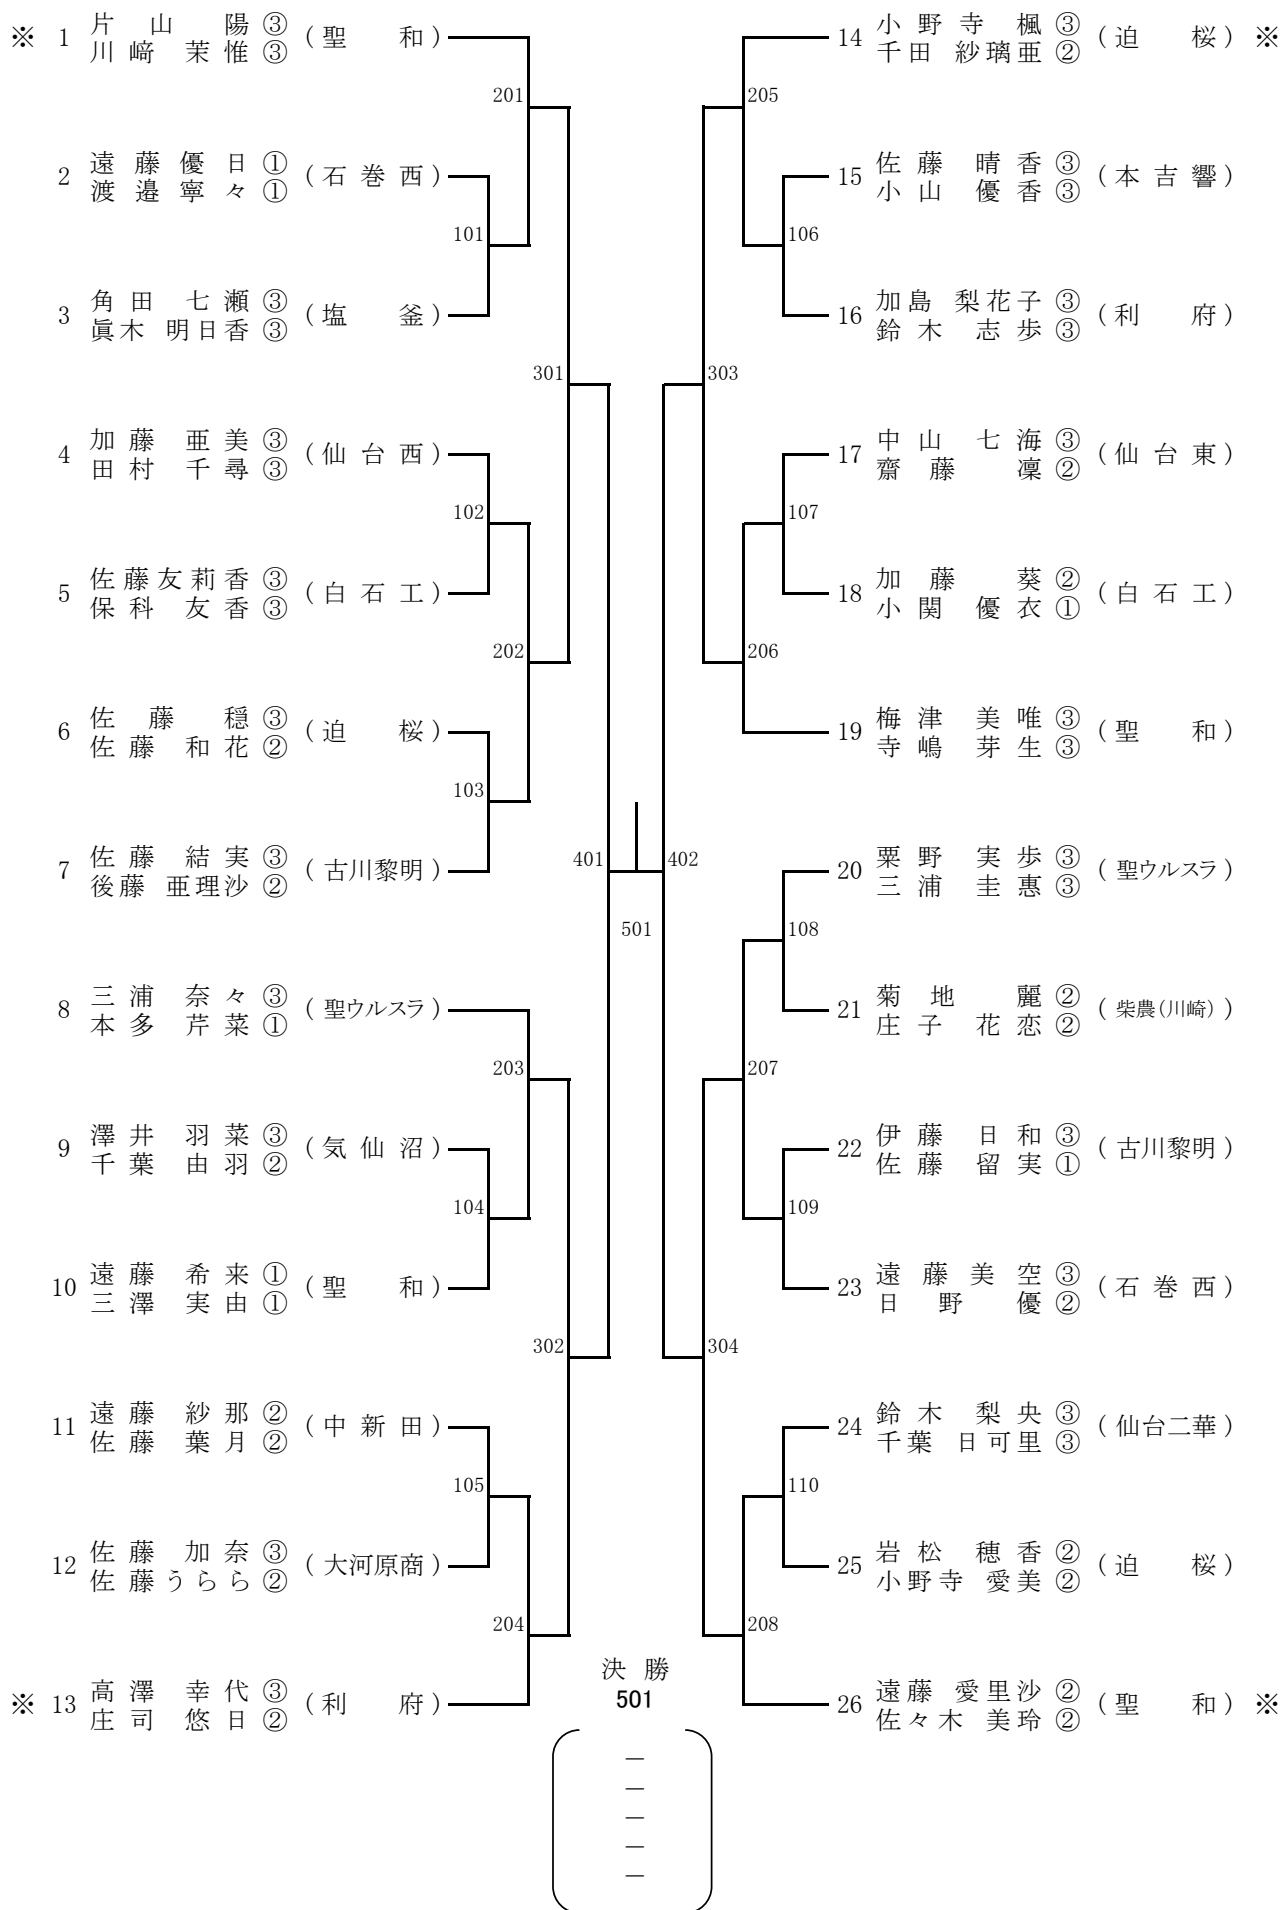 ※ 1 片山 陽 ③ (聖 和)
川﨑 茉惟 ③
201
2 遠藤優日 ① (石巻西)
渡邉寧々 ①
101
3 角田 七瀬 ③ (塩 釜)
眞木 明日香 ③
301
4 加藤 亜美 ③ (仙台西)
田村 千尋 ③
102
5 佐藤友莉香 ③ (白石工)
保科 友香 ③
202
6 佐藤 穏 ③ (迫 桜)
佐藤 和花 ②
103
7 佐藤 結実 ③ (古川黎明)
後藤 亜理沙 ②
401
8 三浦 奈々 ③ (聖ウルスラ)
本多 芹菜 ①
203
9 澤井 羽菜 ③ (気仙沼)
千葉 由羽 ②
104
10 遠藤 希来 ① (聖 和)
三澤 実由 ①
302
11 遠藤 紗那 ② (中新田)
佐藤 葉月 ②
105
12 佐藤 加奈 ③ (大河原商)
佐藤うらら ②
204
※ 13 高澤 幸代 ③ (利 府)
庄司 悠日 ②
14 小野寺 楓 ③ (迫 桜) ※
千田 紗璃亜 ②
205
15 佐藤 晴香 ③ (本吉響)
小山 優香 ③
106
16 加島 梨花子 ③ (利 府)
鈴木 志歩 ③
303
17 中山 七海 ③ (仙台東)
齋藤 凜 ②
107
18 加藤 葵 ② (白石工)
小関 優衣 ①
206
19 梅津 美唯 ③ (聖 和)
寺嶋 芽生 ③
402
20 粟野 実歩 ③ (聖ウルスラ)
三浦 圭惠 ③
108
21 菊地 麗 ② (柴農(川崎))
庄子 花恋 ②
207
22 伊藤 日和 ③ (古川黎明)
佐藤 留実 ①
109
23 遠藤美空 ③ (石巻西)
日野 優 ②
304
24 鈴木 梨央 ③ (仙台二華)
千葉 日可里 ③
110
25 岩松 穂香 ② (迫 桜)
小野寺 愛美 ②
208
26 遠藤 愛里沙 ② (聖 和) ※
佐々木 美玲 ②
501
決 勝
501
－
－
－
－
－